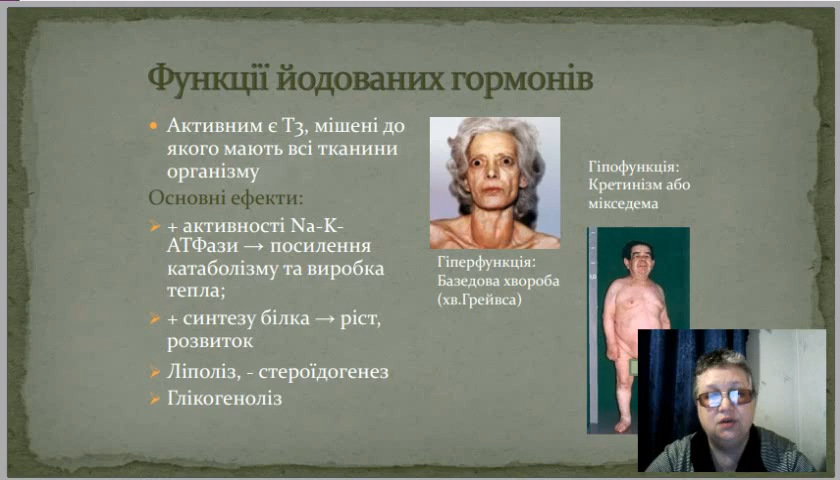 Функції йодованих гормонів
Активним є Т3, мішені до
якого мають всі тканини
організму
Основні ефекти:
+ активності Na-K-
АТФази → посилення
катаболізму та виробка
тепла;
+ синтезу білка → ріст,
розвиток
Ліполіз, - стероїдогенез
Глікогеноліз
Гіперфункція:
Базедова хвороба
(хв.Грейвса)
Гіпофункція:
Кретинізм або
мікседема